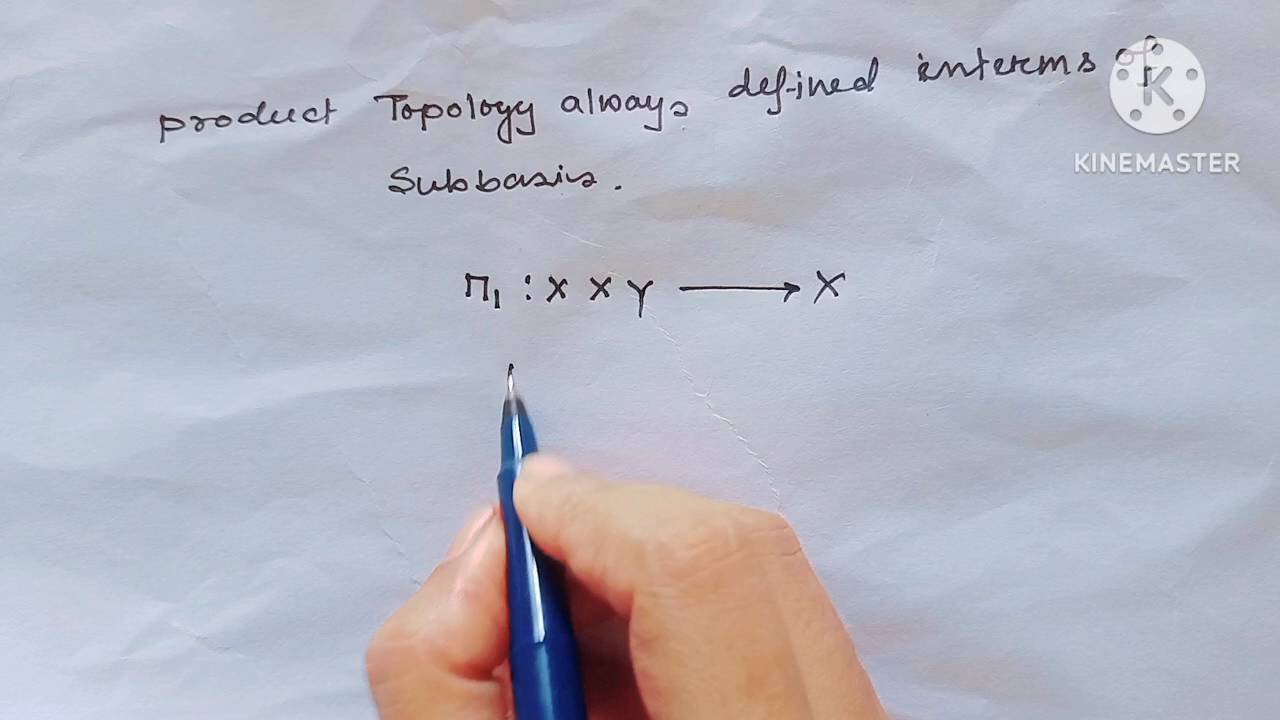 product Topology always defined interms of
Subbasis.
π₁ : X × Y ⟶ X
K
KINEMASTER